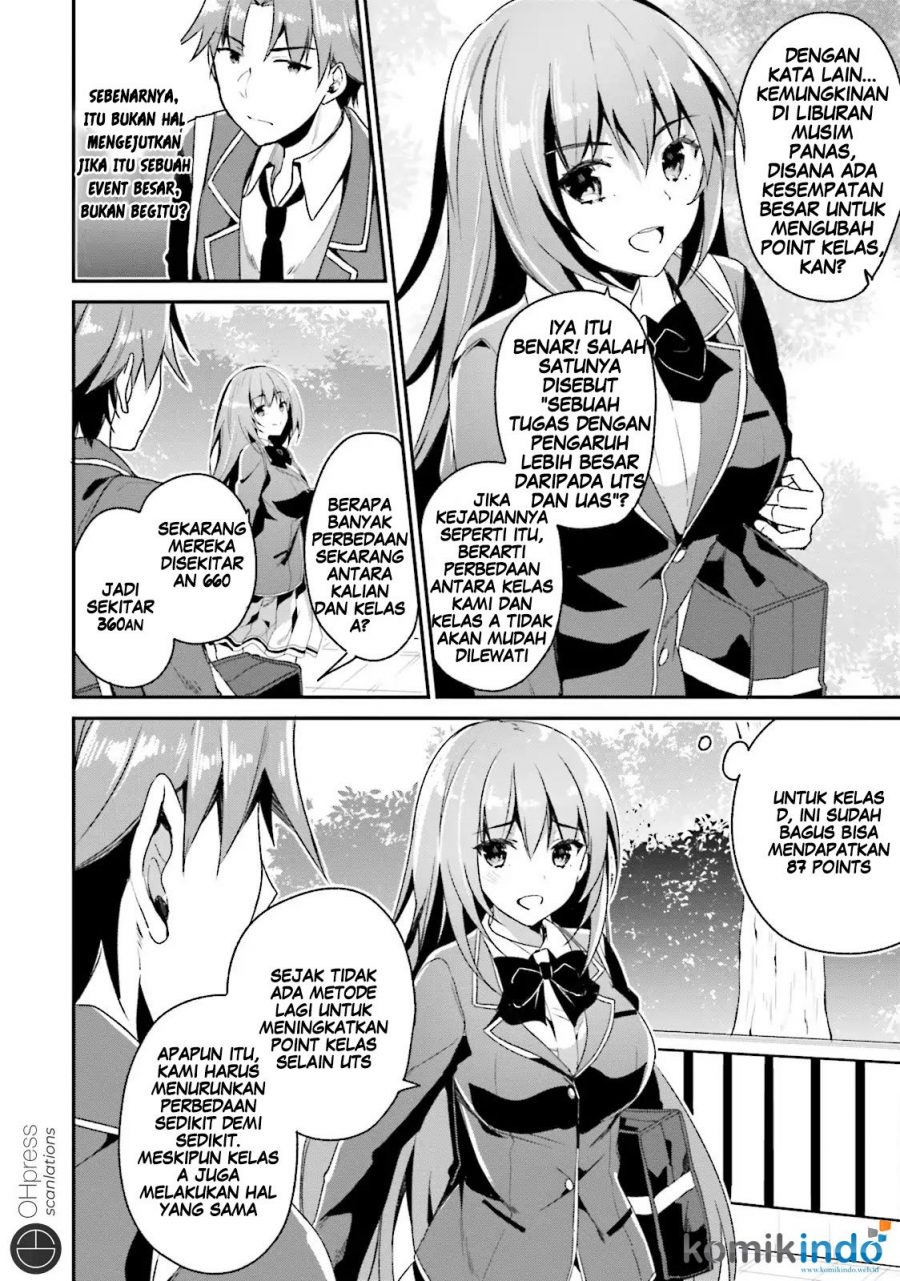 DENGAN
KATA LAIN...
KEMUNGKINAN
DI LIBURAN
MUSIM
PANAS,
DISANA ADA
KESEMPATAN
BESAR UNTUK
MENGUBAH
POINT KELAS,
KAN?
SEBENARNYA,
ITU BUKAN HAL
MENGEJUTKAN
JIKA ITU SEBUAH
EVENT BESAR,
BUKAN BEGITU?
IYA ITU
BENAR! SALAH
SATUNYA
DISEBUT
"SEBUAH
TUGAS DENGAN
PENGARUH
LEBIH BESAR
DARIPADA UTS
DAN UAS"?
JIKA
KEJADIANNYA
SEPERTI ITU,
BERARTI
PERBEDAAN
ANTARA KELAS
KAMI DAN
KELAS A TIDAK
AKAN MUDAH
DILEWATI
BERAPA
BANYAK
PERBEDAAN
SEKARANG
ANTARA
KALIAN
DAN KELAS
A?
SEKARANG
MEREKA
DISEKITAR
AN 660
JADI
SEKITAR
360AN
UNTUK KELAS
D, INI SUDAH
BAGUS BISA
MENDAPATKAN
87 POINTS
SEJAK TIDAK
ADA METODE
LAGI UNTUK
MENINGKATKAN
POINT KELAS
SELAIN UTS
APAPUN ITU,
KAMI HARUS
MENURUNKAN
PERBEDAAN
SEDIKIT DEMI
SEDIKIT.
MESKIPUN KELAS
A JUGA
MELAKUKAN HAL
YANG SAMA
OHpress
scanlations
komikindo
www.komikindo.web.id